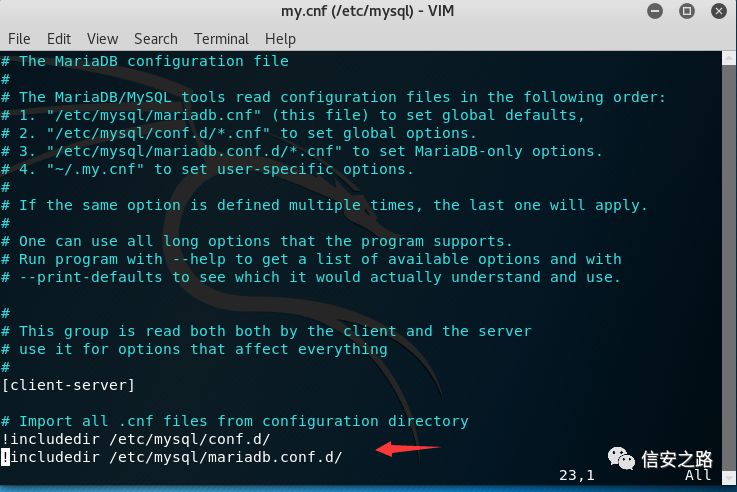 my.cnf (/etc/mysql) - VIM
File Edit View Search Terminal Help
# The MariaDB configuration file
#
# The MariaDB/MySQL tools read configuration files in the following order:
# 1. "/etc/mysql/mariadb.cnf" (this file) to set global defaults,
# 2. "/etc/mysql/conf.d/*.cnf" to set global options.
# 3. "/etc/mysql/mariadb.conf.d/*.cnf" to set MariaDB-only options.
# 4. "~/.my.cnf" to set user-specific options.
#
# If the same option is defined multiple times, the last one will apply.
#
# One can use all long options that the program supports.
# Run program with --help to get a list of available options and with
# --print-defaults to see which it would actually understand and use.

#
# This group is read both both by the client and the server
# use it for options that affect everything
#
[client-server]

# Import all .cnf files from configuration directory
!includedir /etc/mysql/conf.d/
!includedir /etc/mysql/mariadb.conf.d/
信安之路
23,1 All